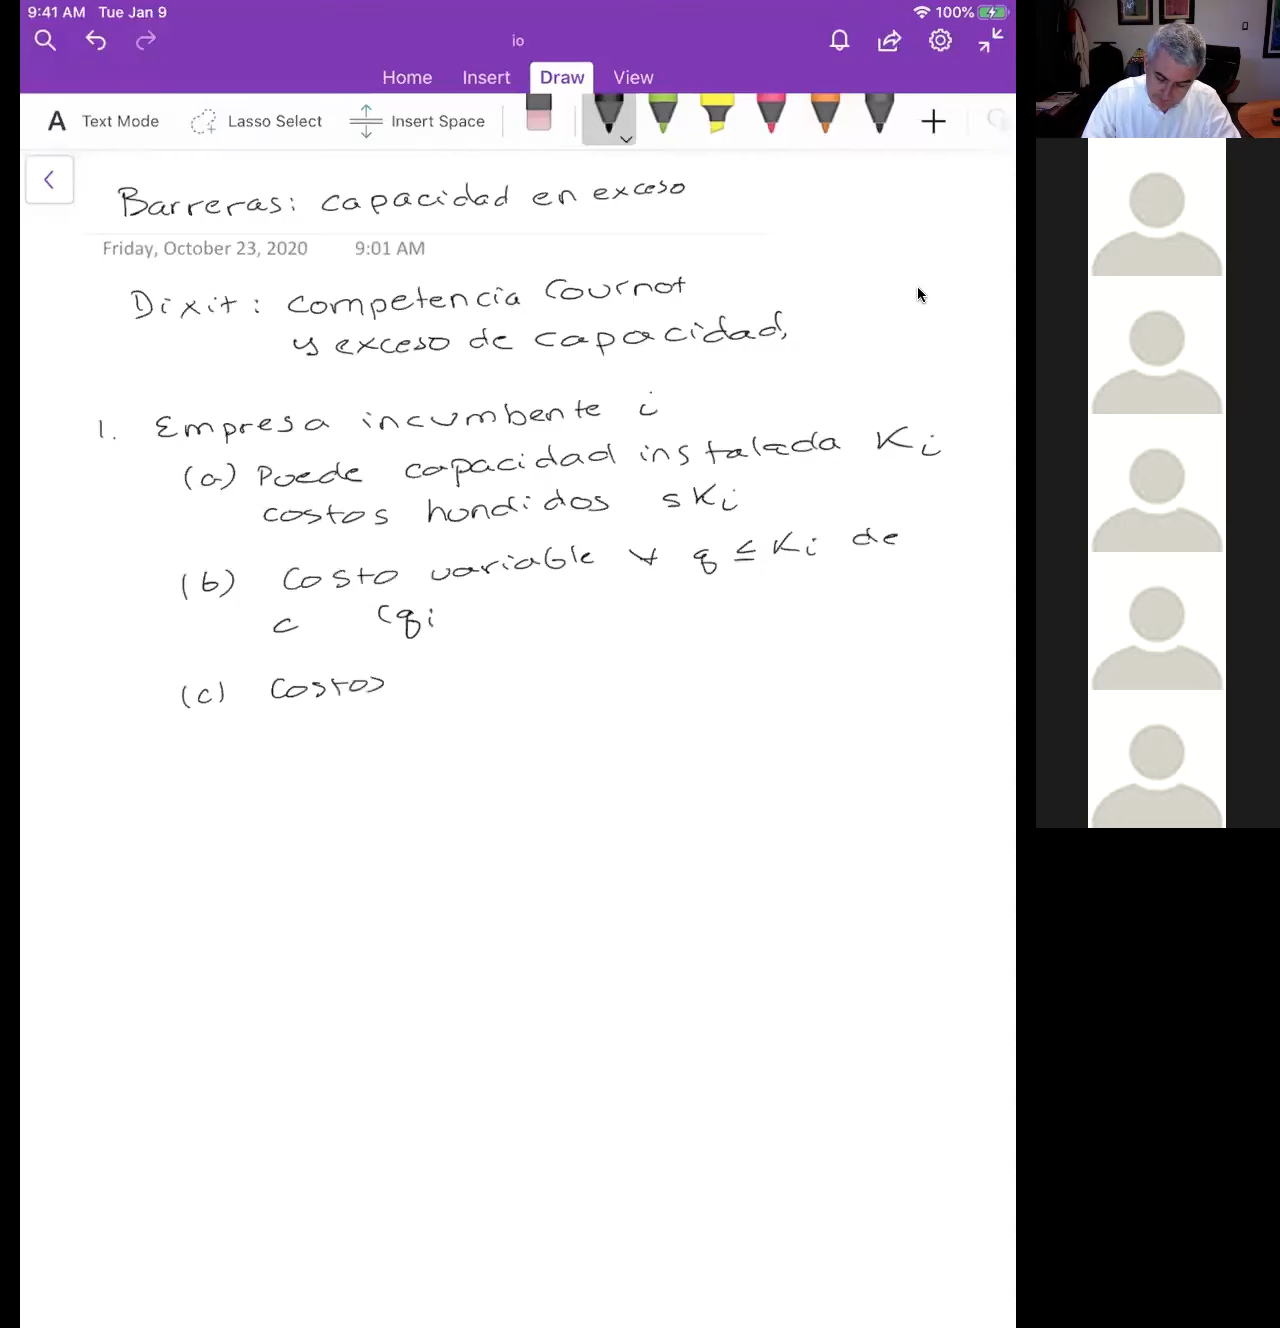 9:41 AM Tue Jan 9
100%
io
Home Insert Draw View
A Text Mode Lasso Select Insert Space
Barreras: capacidad en exceso
Friday, October 23, 2020 9:01 AM
Dixit: competencia Cournot
y exceso de capacidad,
1. Empresa incumbente i
(a) Puede capacidad instalada Ki
costos hundidos sKi
(b) Costo variable ∀ q ≤ Ki de
c cqi
(c) Costos